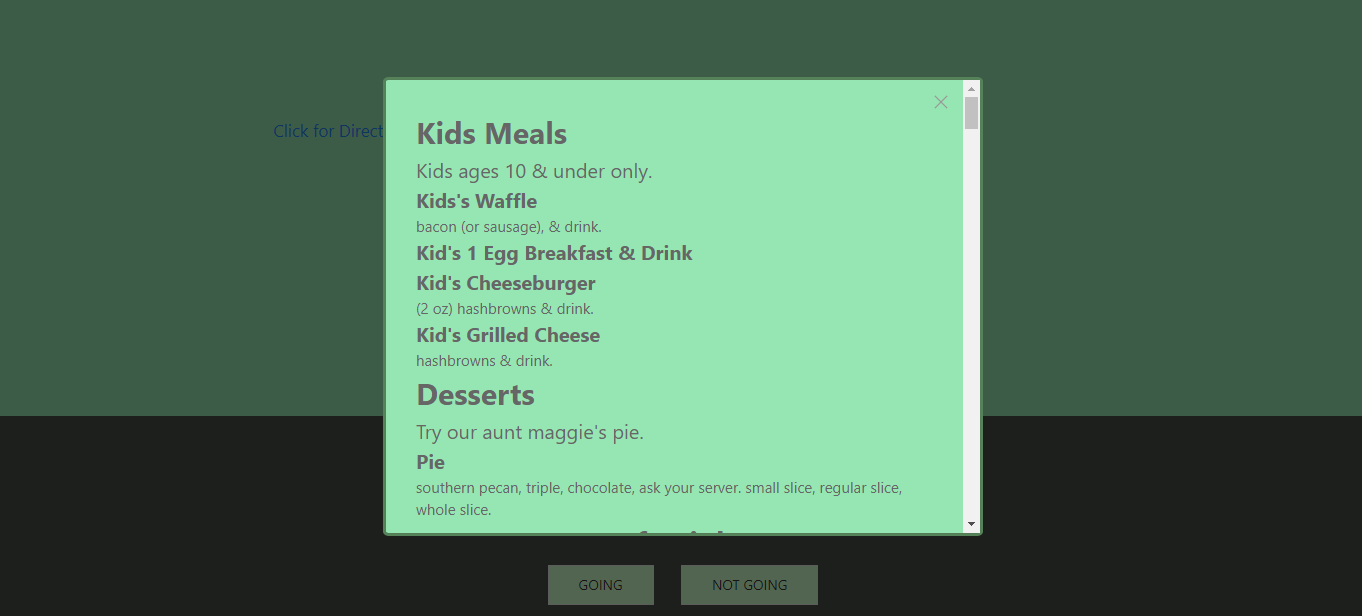 Click for Direct
Kids Meals
Kids ages 10 & under only.
Kids's Waffle
bacon (or sausage), & drink.
Kid's 1 Egg Breakfast & Drink
Kid's Cheeseburger
(2 oz) hashbrowns & drink.
Kid's Grilled Cheese
hashbrowns & drink.
Desserts
Try our aunt maggie's pie.
Pie
southern pecan, triple, chocolate, ask your server. small slice, regular slice,
whole slice.
GOING NOT GOING